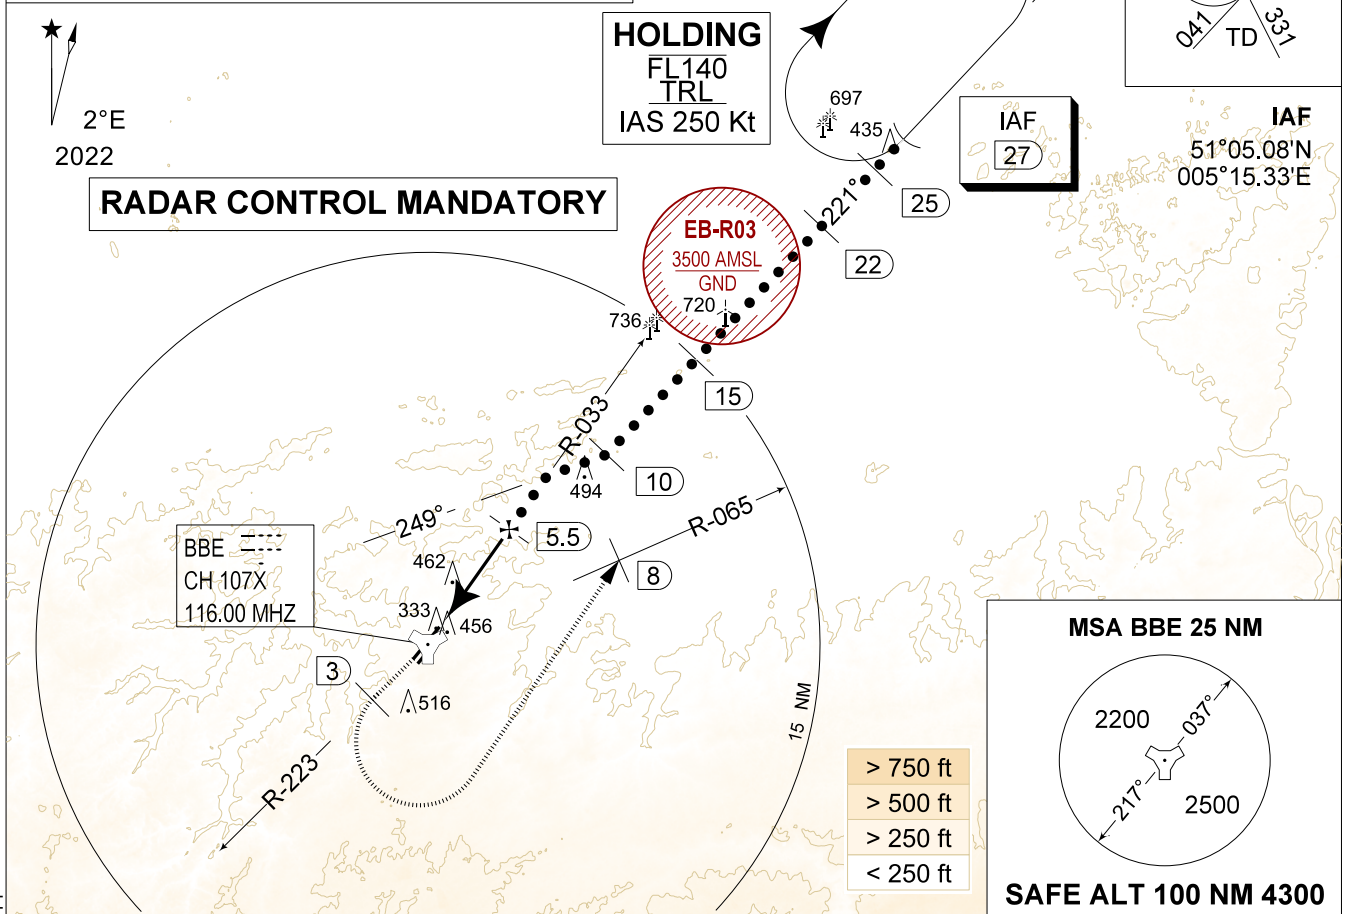 HOLDING
FL140
TRL
IAS 250 Kt
041
TD
331
2°E
2022
RADAR CONTROL MANDATORY
697
435
IAF
27
IAF
51°05.08'N
005°15.33'E
25
221°
22
EB-R03
3500 AMSL
GND
720
736
15
R-033
10
494
R-065
249°
5.5
8
BBE
CH 107X
116.00 MHZ
462
333
456
3
516
R-223
15 NM
> 750 ft
> 500 ft
> 250 ft
< 250 ft
MSA BBE 25 NM
2200
037°
217°
2500
SAFE ALT 100 NM 4300